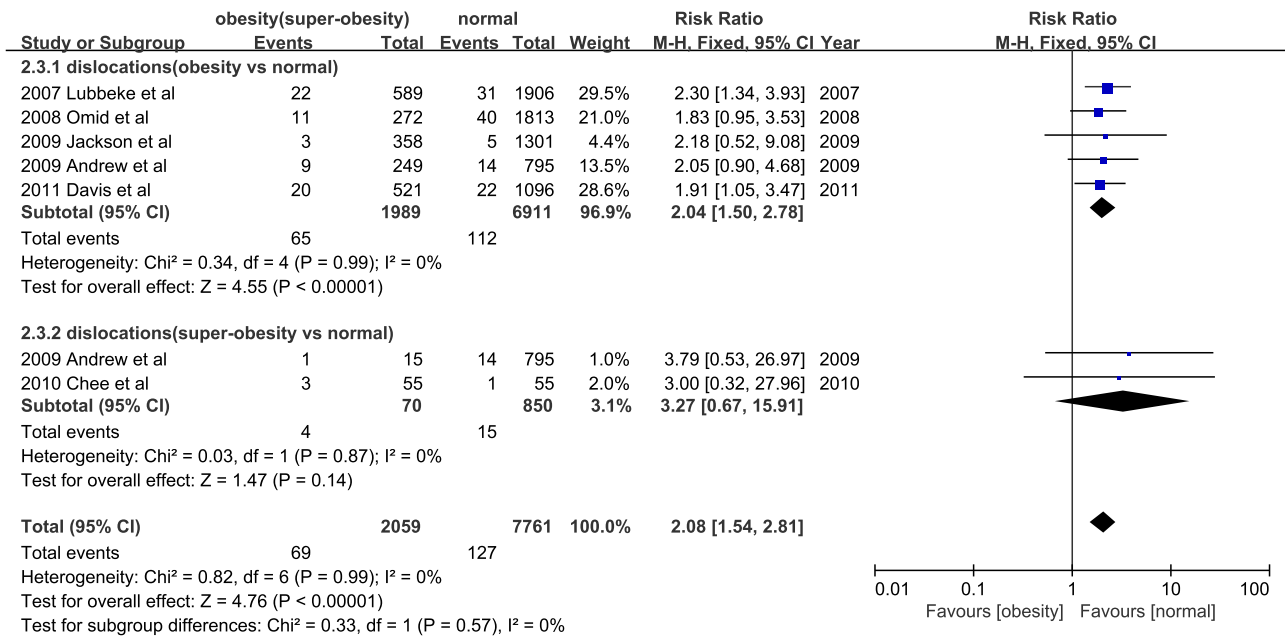 obesity(super-obesity) normal Risk Ratio Risk Ratio
Study or Subgroup Events Total Events Total Weight M-H, Fixed, 95% CI Year M-H, Fixed, 95% CI
2.3.1 dislocations(obesity vs normal)
2007 Lubbeke et al 22 589 31 1906 29.5% 2.30 [1.34, 3.93] 2007
2008 Omid et al 11 272 40 1813 21.0% 1.83 [0.95, 3.53] 2008
2009 Jackson et al 3 358 5 1301 4.4% 2.18 [0.52, 9.08] 2009
2009 Andrew et al 9 249 14 795 13.5% 2.05 [0.90, 4.68] 2009
2011 Davis et al 20 521 22 1096 28.6% 1.91 [1.05, 3.47] 2011
Subtotal (95% CI) 1989 6911 96.9% 2.04 [1.50, 2.78]
Total events 65 112
Heterogeneity: Chi² = 0.34, df = 4 (P = 0.99); I² = 0%
Test for overall effect: Z = 4.55 (P < 0.00001)
2.3.2 dislocations(super-obesity vs normal)
2009 Andrew et al 1 15 14 795 1.0% 3.79 [0.53, 26.97] 2009
2010 Chee et al 3 55 1 55 2.0% 3.00 [0.32, 27.96] 2010
Subtotal (95% CI) 70 850 3.1% 3.27 [0.67, 15.91]
Total events 4 15
Heterogeneity: Chi² = 0.03, df = 1 (P = 0.87); I² = 0%
Test for overall effect: Z = 1.47 (P = 0.14)
Total (95% CI) 2059 7761 100.0% 2.08 [1.54, 2.81]
Total events 69 127
Heterogeneity: Chi² = 0.82, df = 6 (P = 0.99); I² = 0%
Test for overall effect: Z = 4.76 (P < 0.00001)
Test for subgroup differences: Chi² = 0.33, df = 1 (P = 0.57), I² = 0%
0.01 0.1 1 10 100
Favours [obesity] Favours [normal]